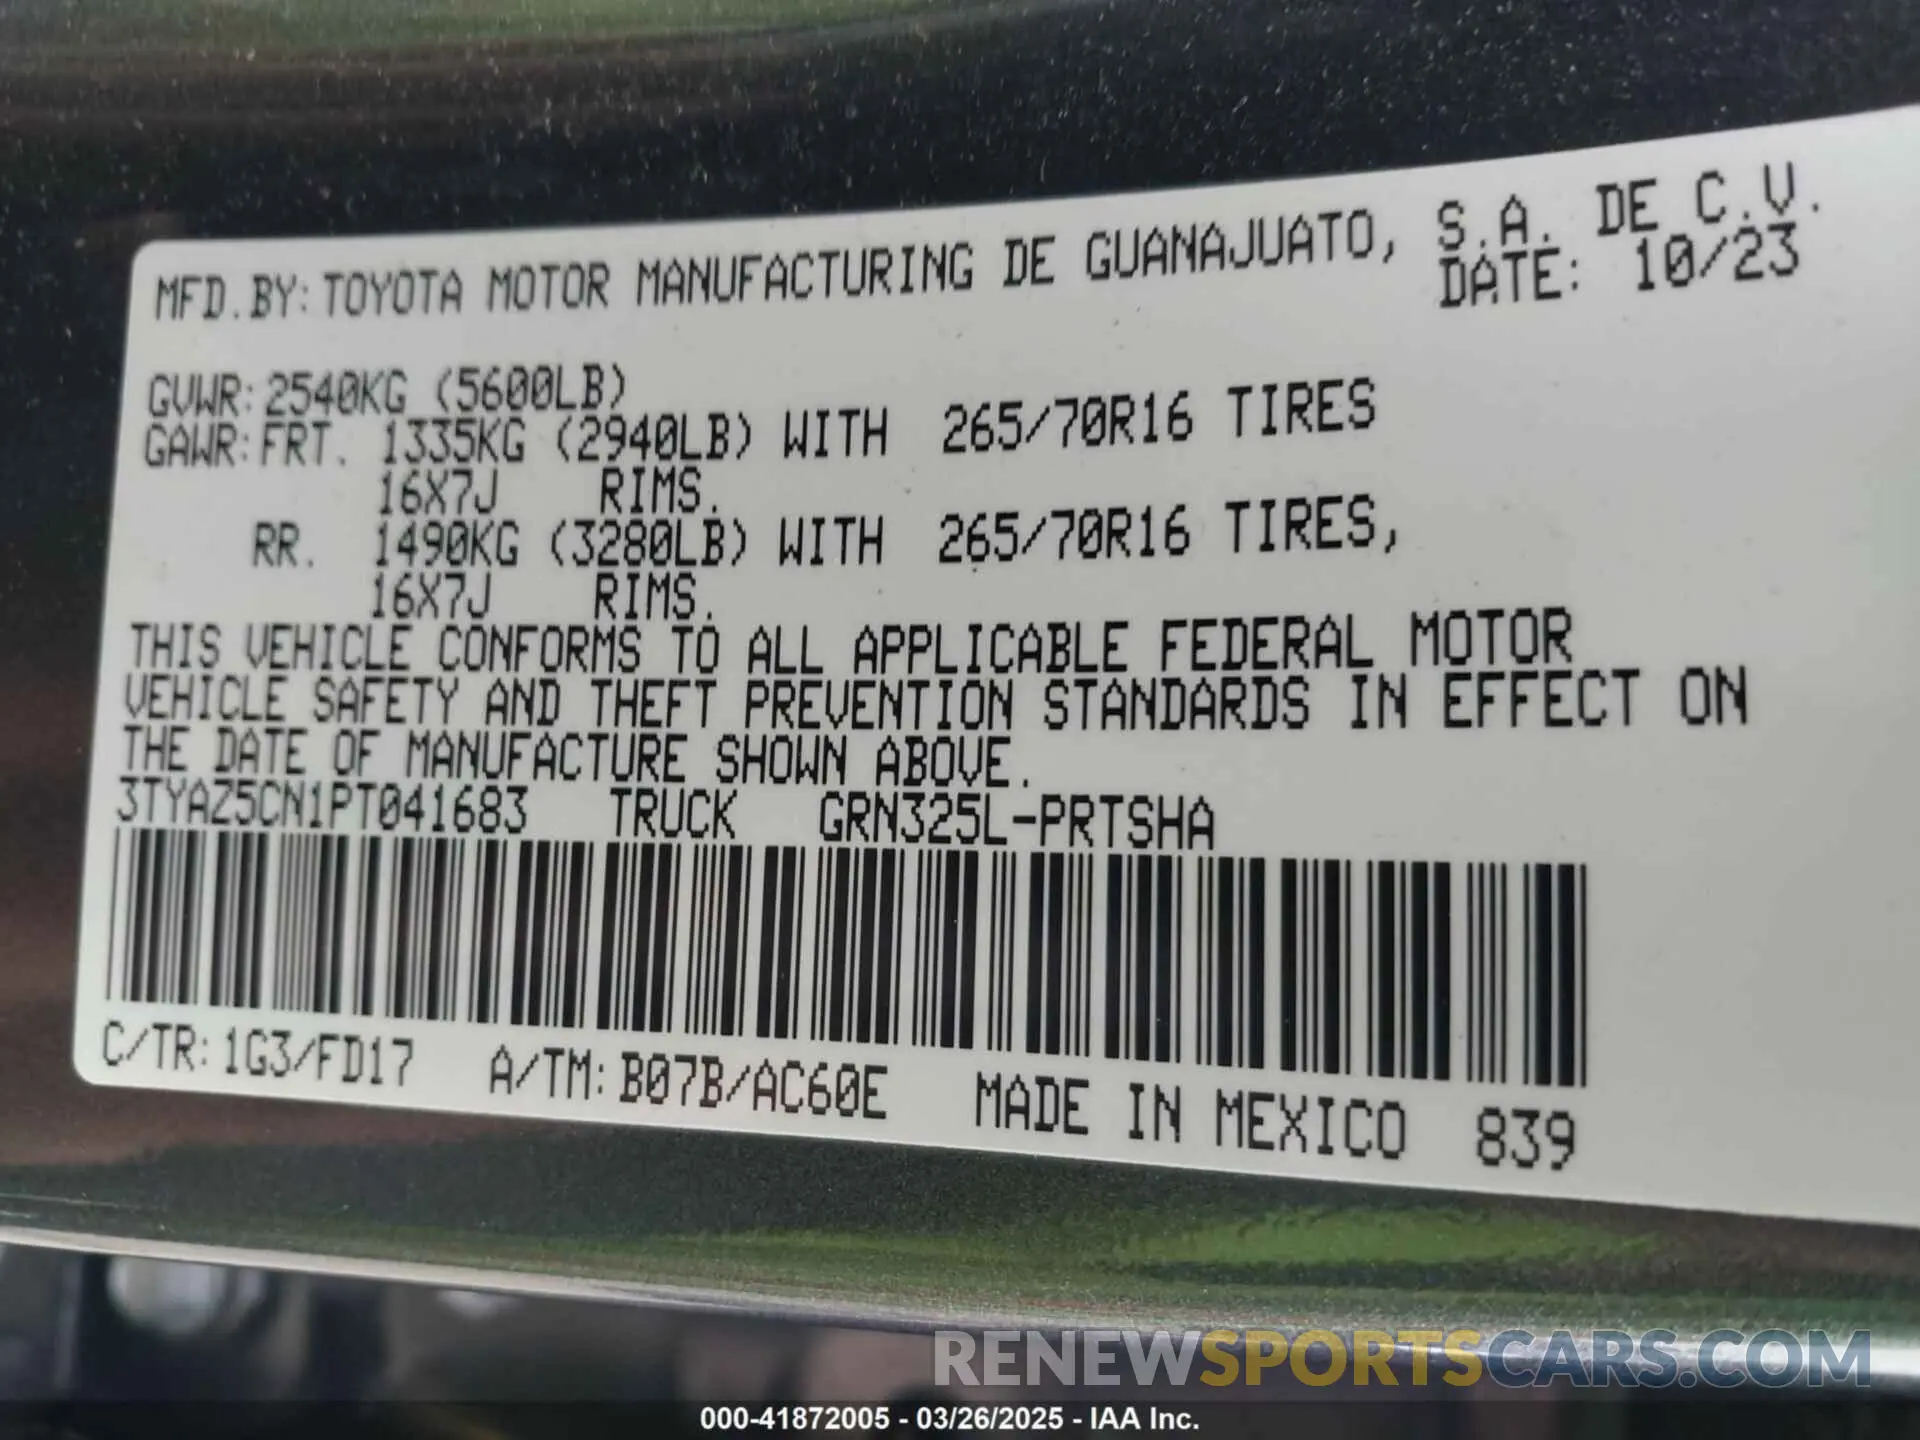 MFD.BY: TOYOTA MOTOR MANUFACTURING DE GUANAJUATO, S.A. DE C.V.
DATE: 10/23
GVWR: 2540KG (5600LB)
GAWR: FRT. 1335KG (2940LB) WITH 265/70R16 TIRES
16X7J RIMS.
RR. 1490KG (3280LB) WITH 265/70R16 TIRES,
16X7J RIMS.
THIS VEHICLE CONFORMS TO ALL APPLICABLE FEDERAL MOTOR
VEHICLE SAFETY AND THEFT PREVENTION STANDARDS IN EFFECT ON
THE DATE OF MANUFACTURE SHOWN ABOVE.
3TYAZ5CN1PT041683 TRUCK GRN325L-PRTSHA
C/TR: 1G3/FD17 A/TM: B07B/AC60E MADE IN MEXICO 839
RENEWSPORTSCARS.COM
000-41872005 - 03/26/2025 - IAA Inc.